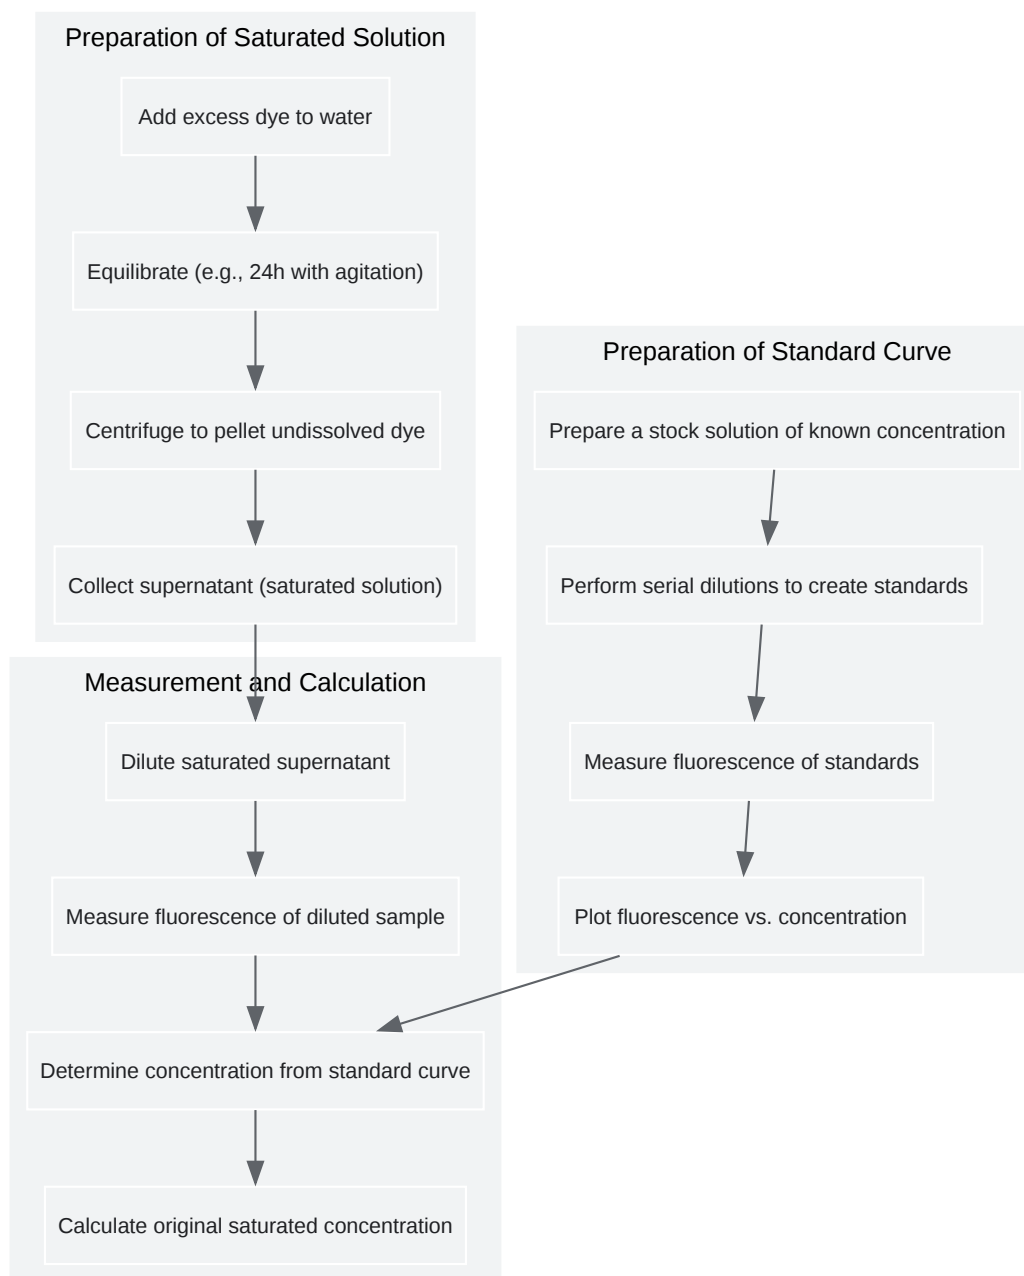 Preparation of Saturated Solution
Add excess dye to water
Equilibrate (e.g., 24h with agitation)
Centrifuge to pellet undissolved dye
Collect supernatant (saturated solution)
Preparation of Standard Curve
Prepare a stock solution of known concentration
Perform serial dilutions to create standards
Measure fluorescence of standards
Plot fluorescence vs. concentration
Measurement and Calculation
Dilute saturated supernatant
Measure fluorescence of diluted sample
Determine concentration from standard curve
Calculate original saturated concentration